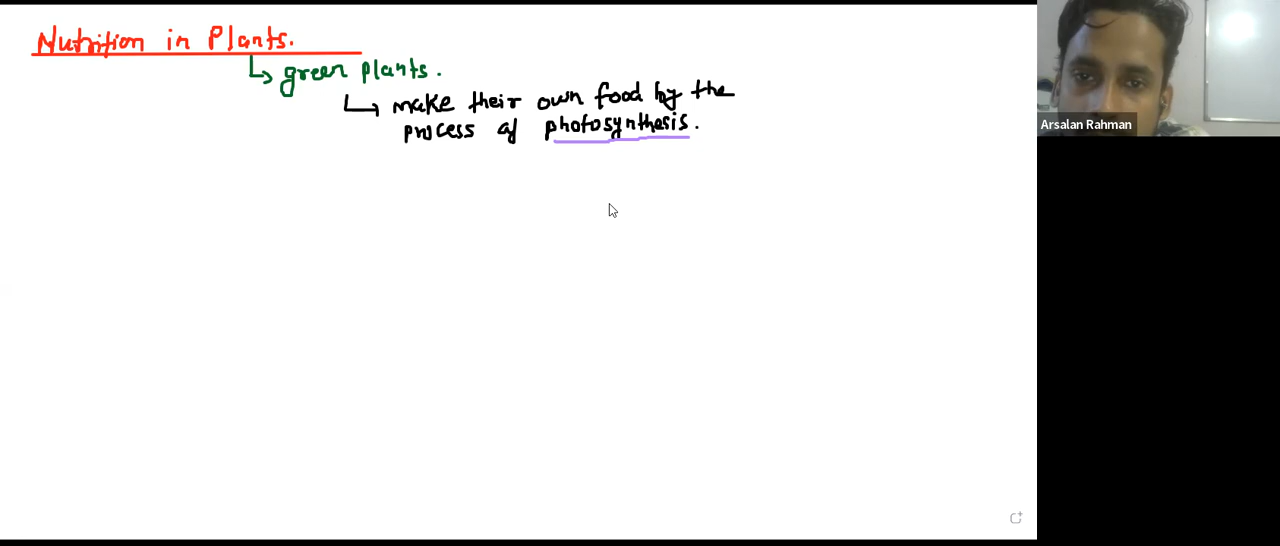 Nutrition in Plants.
green plants.
make their own food by the
process of photosynthesis.
Arsalan Rahman